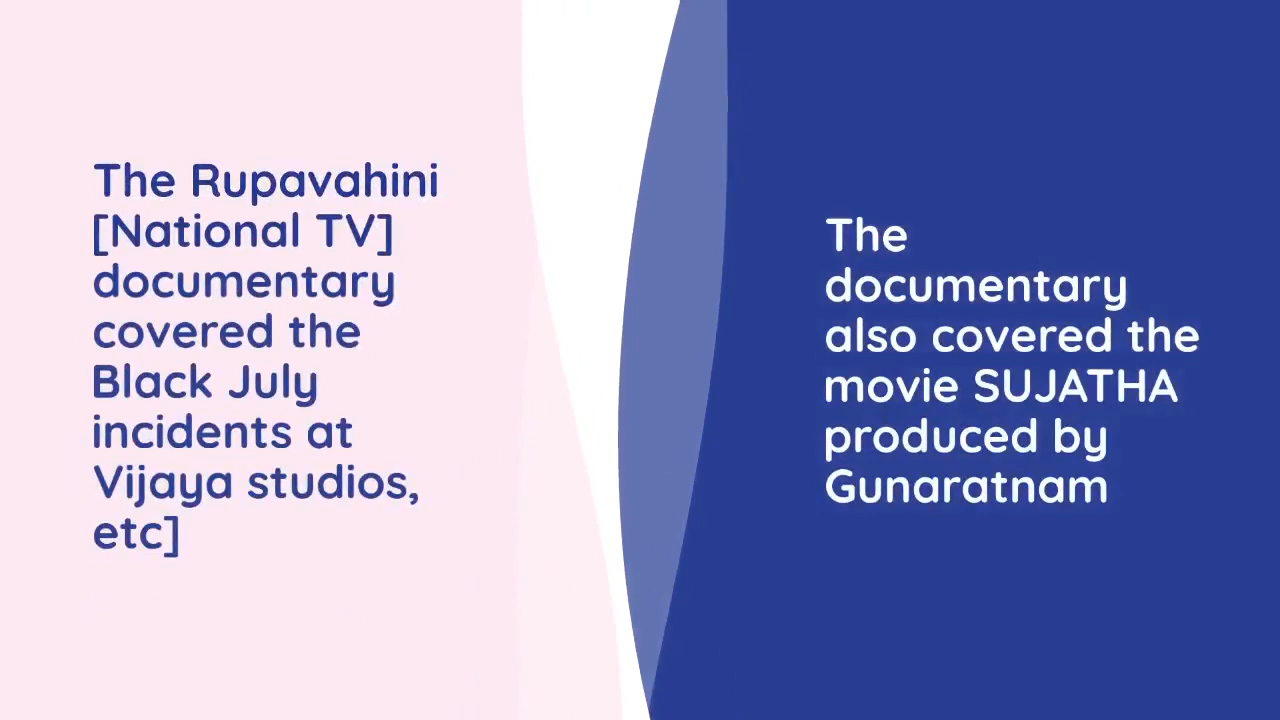 The Rupavahini
[National TV]
documentary
covered the
Black July
incidents at
Vijaya studios,
etc]
The
documentary
also covered the
movie SUJATHA
produced by
Gunaratnam